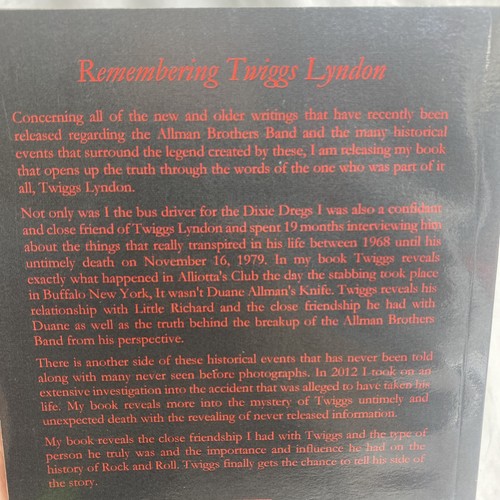 Remembering Twiggs Lyndon
Concerning all of the new and older writings that have recently been
released regarding the Allman Brothers Band and the many historical
events that surround the legend created by these, I am releasing my book
that opens up the truth through the words of the one who was part of it
all, Twiggs Lyndon.
Not only was I the bus driver for the Dixie Dregs I was also a confidant
and close friend of Twiggs Lyndon and spent 19 months interviewing him
about the things that really transpired in his life between 1968 until his
untimely death on November 16, 1979. In my book Twiggs reveals
exactly what happened in Alliotta's Club the day the stabbing took place
in Buffalo New York, It wasn't Duane Allman's Knife. Twiggs reveals his
relationship with Little Richard and the close friendship he had with
Duane as well as the truth behind the breakup of the Allman Brothers
Band from his perspective.
There is another side of these historical events that has never been told
along with many never seen before photographs. In 2012 I took on an
extensive investigation into the accident that was alleged to have taken his
life. My book reveals more into the mystery of Twiggs untimely and
unexpected death with the revealing of never released information.
My book reveals the close friendship I had with Twiggs and the type of
person he truly was and the importance and influence he had on the
history of Rock and Roll. Twiggs finally gets the chance to tell his side of
the story.